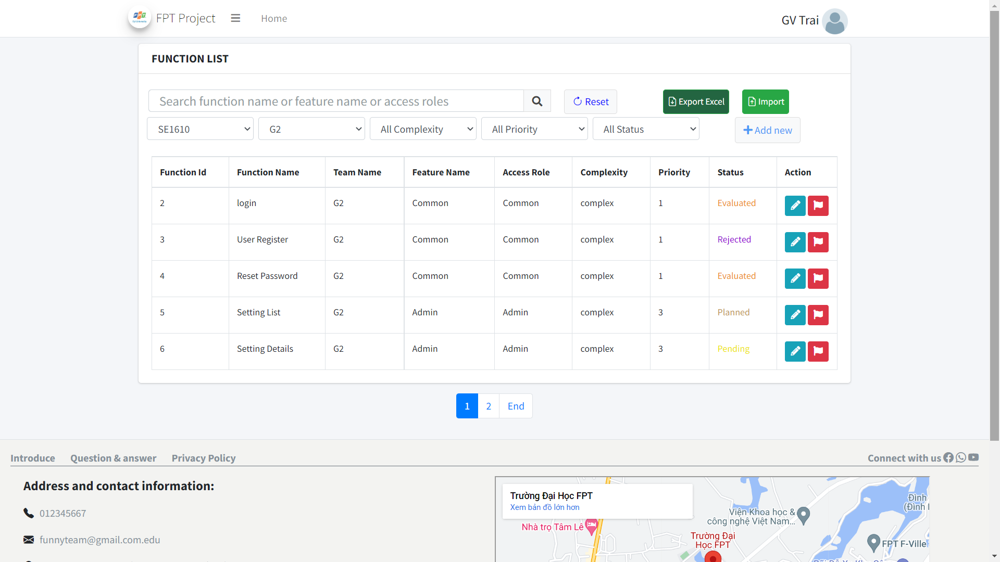 FPT Project
Home
GV Trai
FUNCTION LIST
Search function name or feature name or access roles
Reset
Export Excel
Import
SE1610
G2
All Complexity
All Priority
All Status
Add new
Function Id Function Name Team Name Feature Name Access Role Complexity Priority Status Action
2 login G2 Common Common complex 1 Evaluated
3 User Register G2 Common Common complex 1 Rejected
4 Reset Password G2 Common Common complex 1 Evaluated
5 Setting List G2 Admin Admin complex 3 Planned
6 Setting Details G2 Admin Admin complex 3 Pending
1 2 End
Introduce Question & answer Privacy Policy
Connect with us
Address and contact information:
012345667
funnyteam@gmail.com.edu
Trường Đại Học FPT
Xem bản đồ lớn hơn
Nhà trọ Tâm Lê
Viện Khoa học &
công nghệ Việt Nam...
Trường Đại
Học FPT
Đình
(Đình
FPT F-Ville